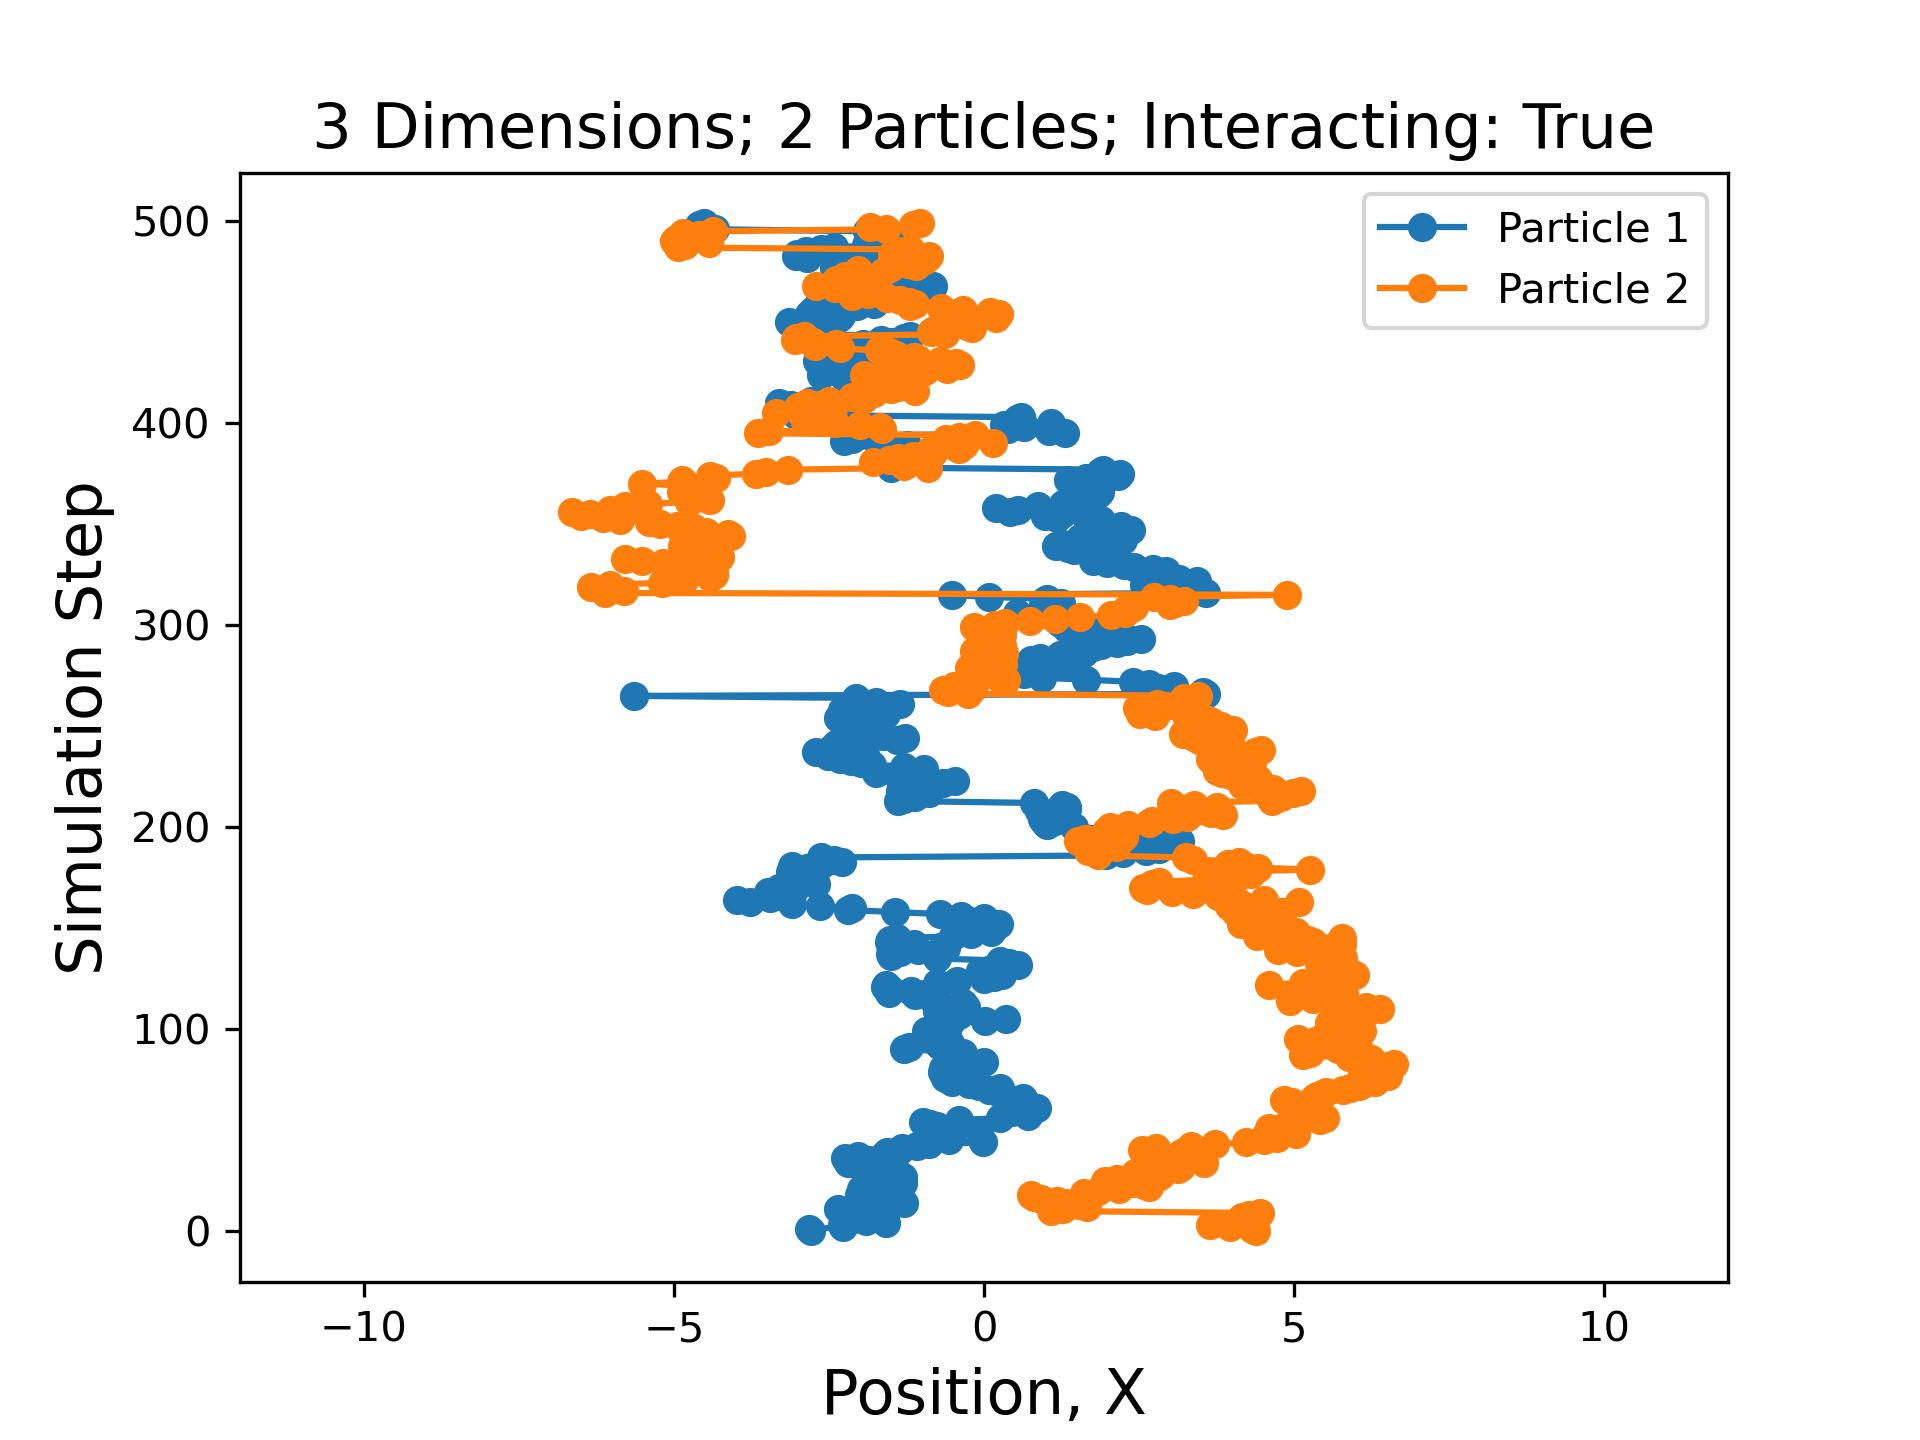 3 Dimensions; 2 Particles; Interacting: True
Particle 1
Particle 2
500
400
300
200
100
0
Simulation Step
−10 −5 0 5 10
Position, X